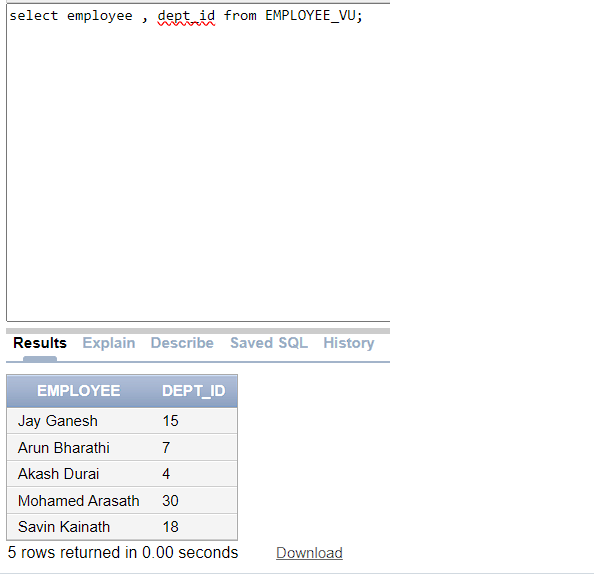 select employee , dept_id from EMPLOYEE_VU;
Results Explain Describe Saved SQL History
EMPLOYEE DEPT_ID
Jay Ganesh 15
Arun Bharathi 7
Akash Durai 4
Mohamed Arasath 30
Savin Kainath 18
5 rows returned in 0.00 seconds Download